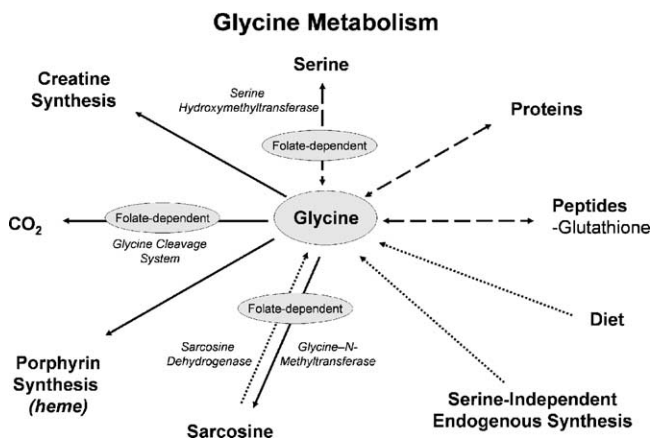 Glycine Metabolism
Serine
Creatine
Synthesis
Serine
Hydroxymethyltransferase
Proteins
Folate-dependent
CO2
Folate-dependent
Glycine
Peptides
-Glutathione
Glycine Cleavage
System
Folate-dependent
Diet
Sarcosine
Dehydrogenase
Glycine–N-
Methyltransferase
Porphyrin
Synthesis
(heme)
Serine-Independent
Endogenous Synthesis
Sarcosine